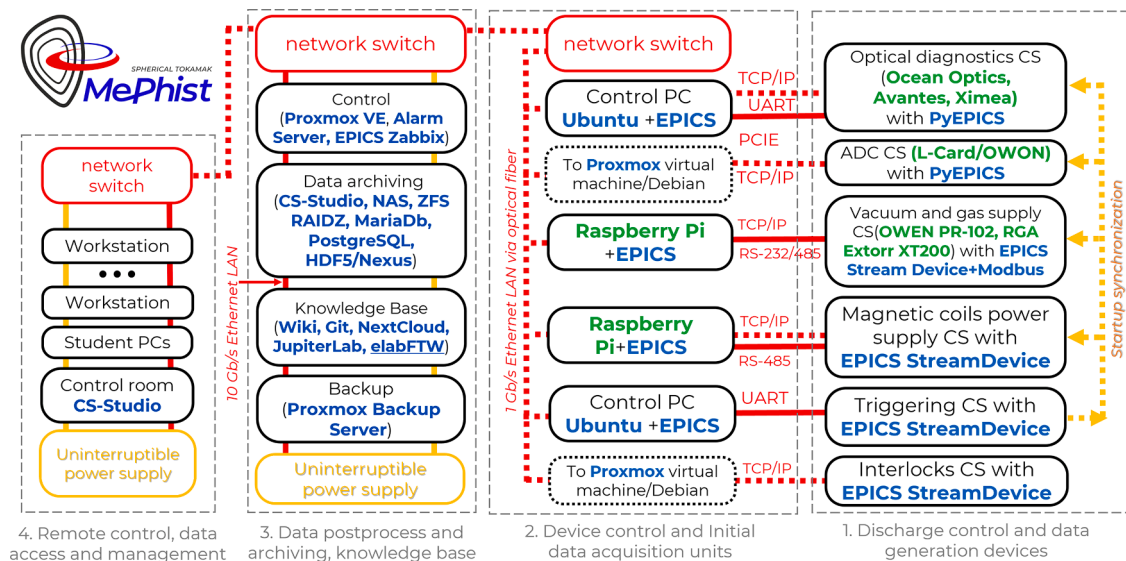 SPHERICAL TOKAMAK
MePhist
network
switch
Workstation
•••
Workstation
Student PCs
Control room
CS-Studio
Uninterruptible
power supply
4. Remote control, data
access and management
10 Gb/s Ethernet LAN
network switch
Control
(Proxmox VE, Alarm
Server, EPICS Zabbix)
Data archiving
(CS-Studio, NAS, ZFS
RAIDZ, MariaDb,
PostgreSQL,
HDF5/Nexus)
Knowledge Base
(Wiki, Git, NextCloud,
JupiterLab, elabFTW)
Backup
(Proxmox Backup
Server)
Uninterruptible
power supply
3. Data postprocess and
archiving, knowledge base
1 Gb/s Ethernet LAN via optical fiber
network switch
Control PC
Ubuntu +EPICS
To Proxmox virtual
machine/Debian
Raspberry Pi
+EPICS
Raspberry
Pi+EPICS
Control PC
Ubuntu +EPICS
To Proxmox virtual
machine/Debian
2. Device control and Initial
data acquisition units
TCP/IP
UART
PCIE
TCP/IP
TCP/IP
RS-232/485
TCP/IP
RS-485
UART
TCP/IP
Optical diagnostics CS
(Ocean Optics,
Avantes, Ximea)
with PyEPICS
ADC CS (L-Card/OWON)
with PyEPICS
Vacuum and gas supply
CS(OWEN PR-102, RGA
Extorr XT200) with EPICS
Stream Device+Modbus
Magnetic coils power
supply CS with
EPICS StreamDevice
Triggering CS with
EPICS StreamDevice
Interlocks CS with
EPICS StreamDevice
Startup synchronization
1. Discharge control and data
generation devices